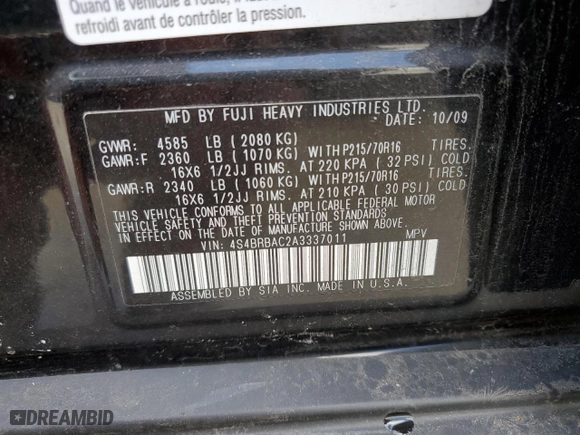 Quand le véhicule a roulé,
refroidi avant de contrôler la pression.
MFD BY FUJI HEAVY INDUSTRIES LTD.
DATE: 10/09
GVWR: 4585 LB (2080 KG)
GAWR:F 2360 LB (1070 KG) WITH P215/70R16 TIRES.
16X6 1/2JJ RIMS. AT 220 KPA (32 PSI) COLD
GAWR:R 2340 LB (1060 KG) WITH P215/70R16 TIRES.
16X6 1/2JJ RIMS. AT 210 KPA (30 PSI) COLD
THIS VEHICLE CONFORMS TO ALL APPLICABLE FEDERAL MOTOR
VEHICLE SAFETY AND THEFT PREVENTION STANDARDS IN
EFFECT ON THE DATE OF MANUFACTURE SHOWN ABOVE.
VIN: 4S4BRBAC2A3337011 MPV
ASSEMBLED BY SIA INC. MADE IN U.S.A.
DREAMBID